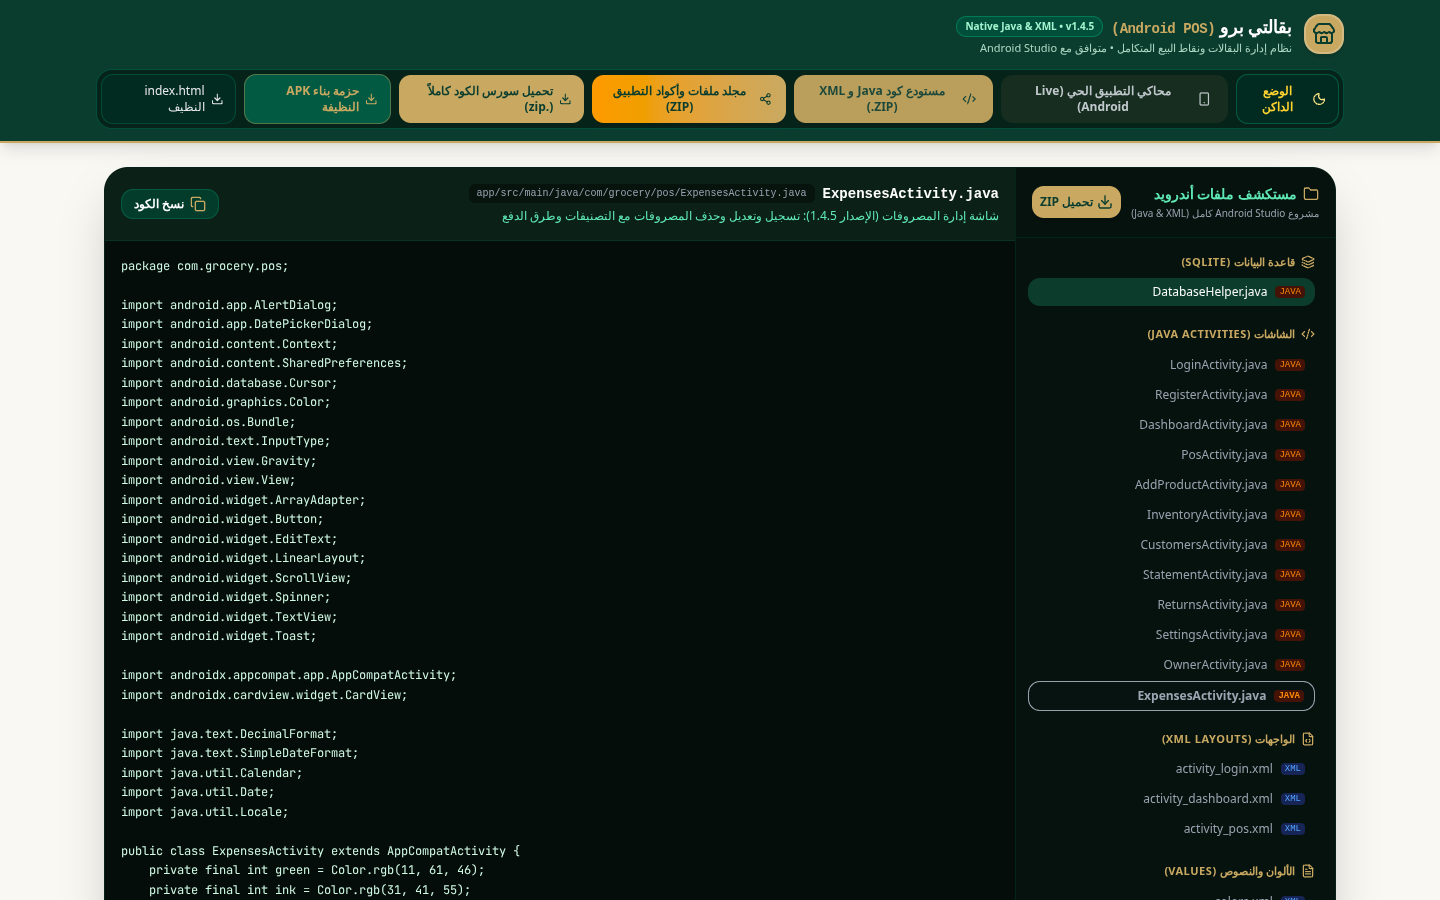 بقالتي برو (Android POS) Native Java & XML • v1.4.5
نظام إدارة البقالات ونقاط البيع المتكامل • متوافق مع Android Studio
الوضع الداكن
محاكي التطبيق الحي (Live Android)
مستودع كود Java و XML (ZIP.)
مجلد ملفات وأكواد التطبيق (ZIP)
تحميل سورس الكود كاملاً (.zip)
حزمة بناء APK النظيفة
index.html النظيف
مستكشف ملفات أندرويد
مشروع Android Studio كامل (Java & XML)
تحميل ZIP
قاعدة البيانات (SQLITE)
JAVA DatabaseHelper.java
الشاشات (JAVA ACTIVITIES)
JAVA LoginActivity.java
JAVA RegisterActivity.java
JAVA DashboardActivity.java
JAVA PosActivity.java
JAVA AddProductActivity.java
JAVA InventoryActivity.java
JAVA CustomersActivity.java
JAVA StatementActivity.java
JAVA ReturnsActivity.java
JAVA SettingsActivity.java
JAVA OwnerActivity.java
JAVA ExpensesActivity.java
الواجهات (XML LAYOUTS)
XML activity_login.xml
XML activity_dashboard.xml
XML activity_pos.xml
الألوان والنصوص (VALUES)
ExpensesActivity.java app/src/main/java/com/grocery/pos/ExpensesActivity.java
شاشة إدارة المصروفات (الإصدار 1.4.5): تسجيل وتعديل وحذف المصروفات مع التصنيفات وطرق الدفع
نسخ الكود
package com.grocery.pos;
import android.app.AlertDialog;
import android.app.DatePickerDialog;
import android.content.Context;
import android.content.SharedPreferences;
import android.database.Cursor;
import android.graphics.Color;
import android.os.Bundle;
import android.text.InputType;
import android.view.Gravity;
import android.view.View;
import android.widget.ArrayAdapter;
import android.widget.Button;
import android.widget.EditText;
import android.widget.LinearLayout;
import android.widget.ScrollView;
import android.widget.Spinner;
import android.widget.TextView;
import android.widget.Toast;
import androidx.appcompat.app.AppCompatActivity;
import androidx.cardview.widget.CardView;
import java.text.DecimalFormat;
import java.text.SimpleDateFormat;
import java.util.Calendar;
import java.util.Date;
import java.util.Locale;
public class ExpensesActivity extends AppCompatActivity {
private final int green = Color.rgb(11, 61, 46);
private final int ink = Color.rgb(31, 41, 55);